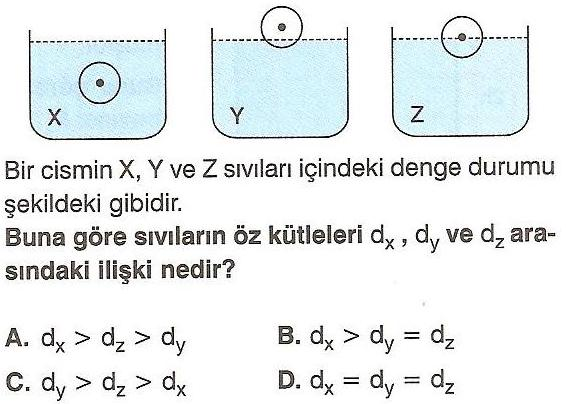 X
Y
Z
Bir cismin X, Y ve Z sıvıları içindeki denge durumu
şekildeki gibidir.
Buna göre sıvıların öz kütleleri dx , dy ve dz ara-
sındaki ilişki nedir?
A. dx > dz > dy
B. dx > dy = dz
C. dy > dz > dx
D. dx = dy = dz